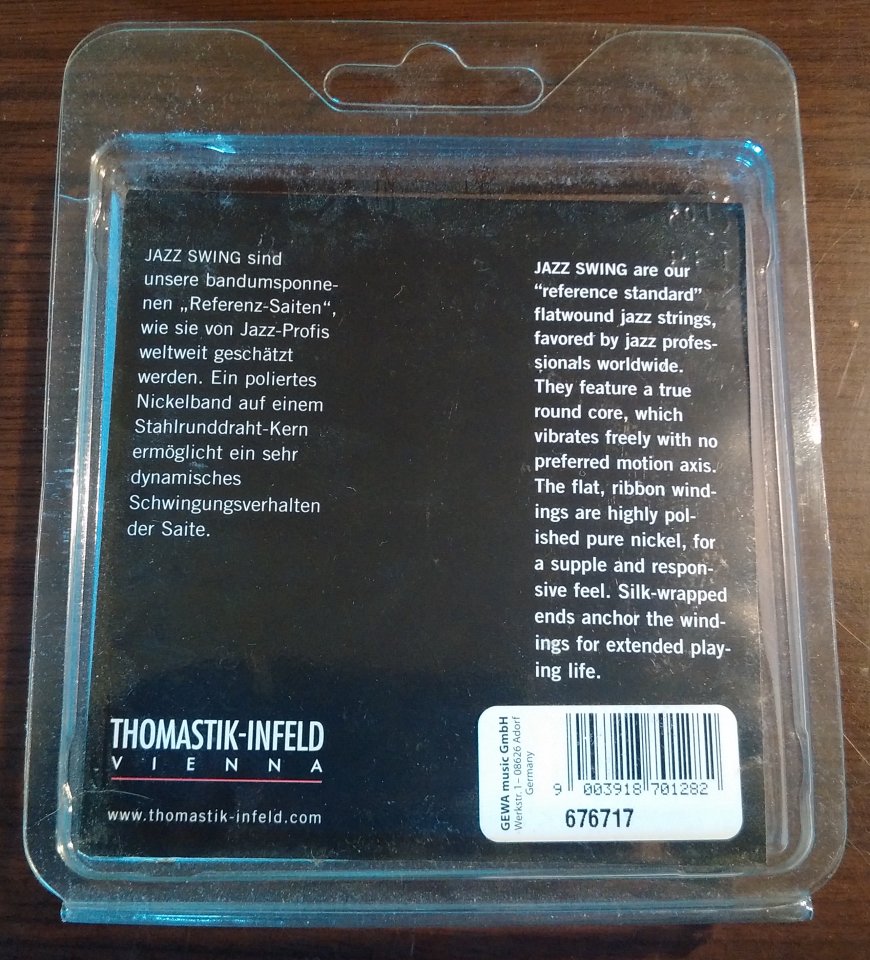 JAZZ SWING sind
unsere bandumsponne-
nen „Referenz-Saiten“,
wie sie von Jazz-Profis
weltweit geschätzt
werden. Ein poliertes
Nickelband auf einem
Stahlrunddraht-Kern
ermöglicht ein sehr
dynamisches
Schwingungsverhalten
der Saite.
JAZZ SWING are our
“reference standard”
flatwound jazz strings,
favored by jazz profes-
sionals worldwide.
They feature a true
round core, which
vibrates freely with no
preferred motion axis.
The flat, ribbon wind-
ings are highly pol-
ished pure nickel, for
a supple and respon-
sive feel. Silk-wrapped
ends anchor the wind-
ings for extended play-
ing life.
THOMASTIK-INFELD
VIENNA
www.thomastik-infeld.com
GEWA music GmbH
Werkstr. 1 – 08626 Adorf
Germany
9 003918 701282
676717